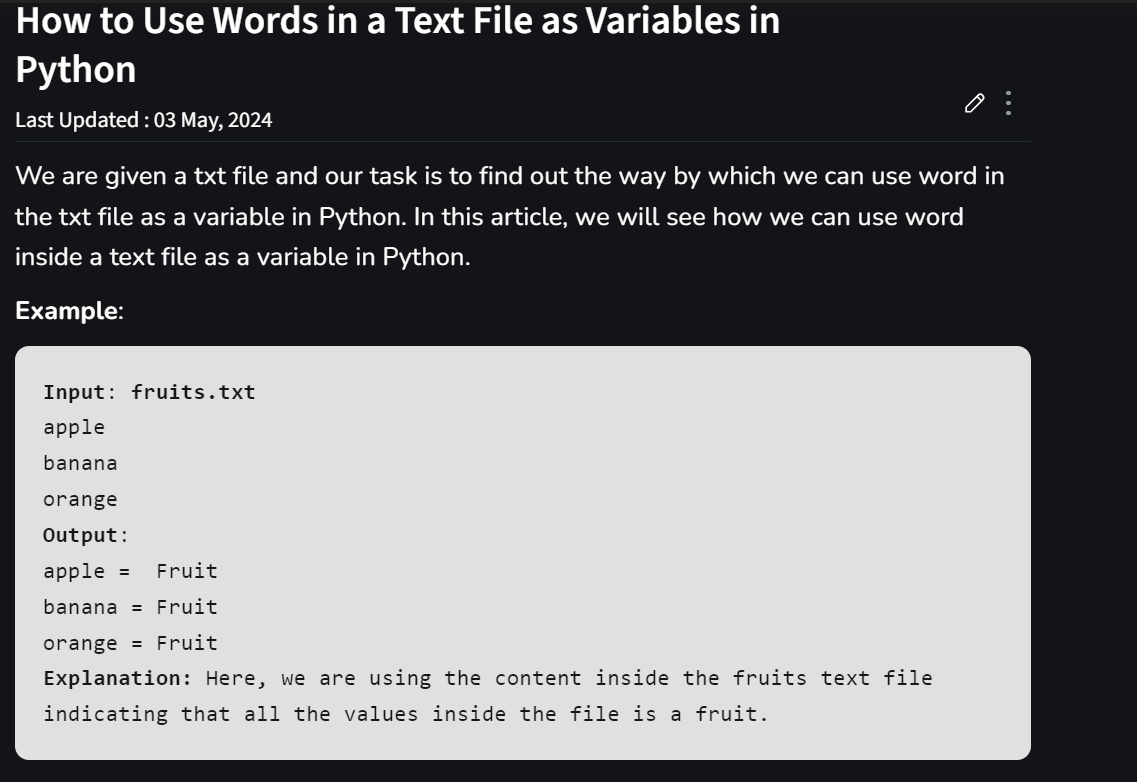 How to Use Words in a Text File as Variables in
Python
Last Updated : 03 May, 2024
We are given a txt file and our task is to find out the way by which we can use word in
the txt file as a variable in Python. In this article, we will see how we can use word
inside a text file as a variable in Python.
Example:
Input: fruits.txt
apple
banana
orange
Output:
apple =  Fruit
banana = Fruit
orange = Fruit
Explanation: Here, we are using the content inside the fruits text file
indicating that all the values inside the file is a fruit.